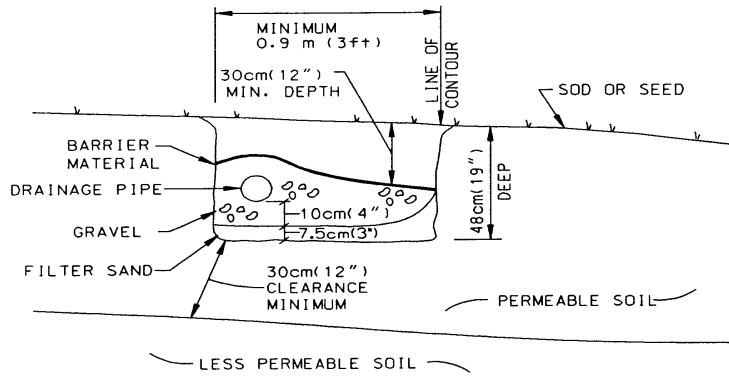 MINIMUM
0.9 m (3ft)
30cm(12")
MIN. DEPTH
LINE OF
CONTOUR
SOD OR SEED
BARRIER
MATERIAL
DRAINAGE PIPE
48cm(19")
DEEP
10cm(4")
GRAVEL
7.5cm(3")
FILTER SAND
30cm(12")
CLEARANCE
MINIMUM
PERMEABLE SOIL
LESS PERMEABLE SOIL